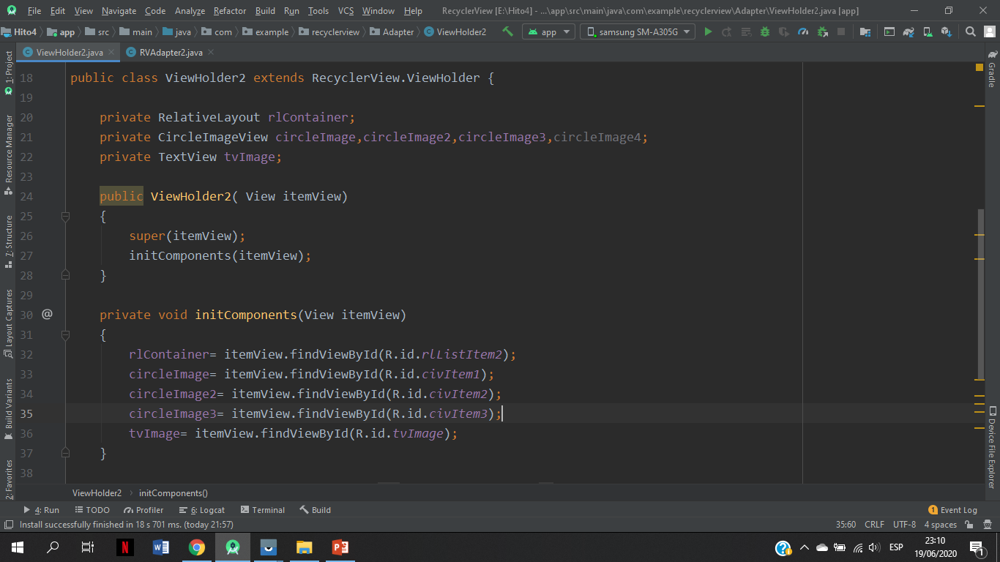 File Edit View Navigate Code Analyze Refactor Build Run Tools VCS Window Help RecyclerView [E:\Hito4] - ...\app\src\main\java\com\example\recyclerview\Adapter\ViewHolder2.java [app]
Hito4 app src main java com example recyclerview Adapter ViewHolder2 app samsung SM-A305G
ViewHolder2.java RVAdapter2.java
1: Project
Resource Manager
7: Structure
Layout Captures
Build Variants
2: Favorites
18 public class ViewHolder2 extends RecyclerView.ViewHolder {
19
20 private RelativeLayout rlContainer;
21 private CircleImageView circleImage,circleImage2,circleImage3,circleImage4;
22 private TextView tvImage;
23
24 public ViewHolder2( View itemView)
25 {
26 super(itemView);
27 initComponents(itemView);
28 }
29
30 @ private void initComponents(View itemView)
31 {
32 rlContainer= itemView.findViewById(R.id.rlListItem2);
33 circleImage= itemView.findViewById(R.id.civItem1);
34 circleImage2= itemView.findViewById(R.id.civItem2);
35 circleImage3= itemView.findViewById(R.id.civItem3);
36 tvImage= itemView.findViewById(R.id.tvImage);
37 }
38
Gradle
Device File Explorer
ViewHolder2 initComponents()
4: Run TODO Profiler 6: Logcat Terminal Build 1 Event Log
Install successfully finished in 18 s 701 ms. (today 21:57) 35:60 CRLF UTF-8 4 spaces
N W P ? ESP 23:10
19/06/2020 1